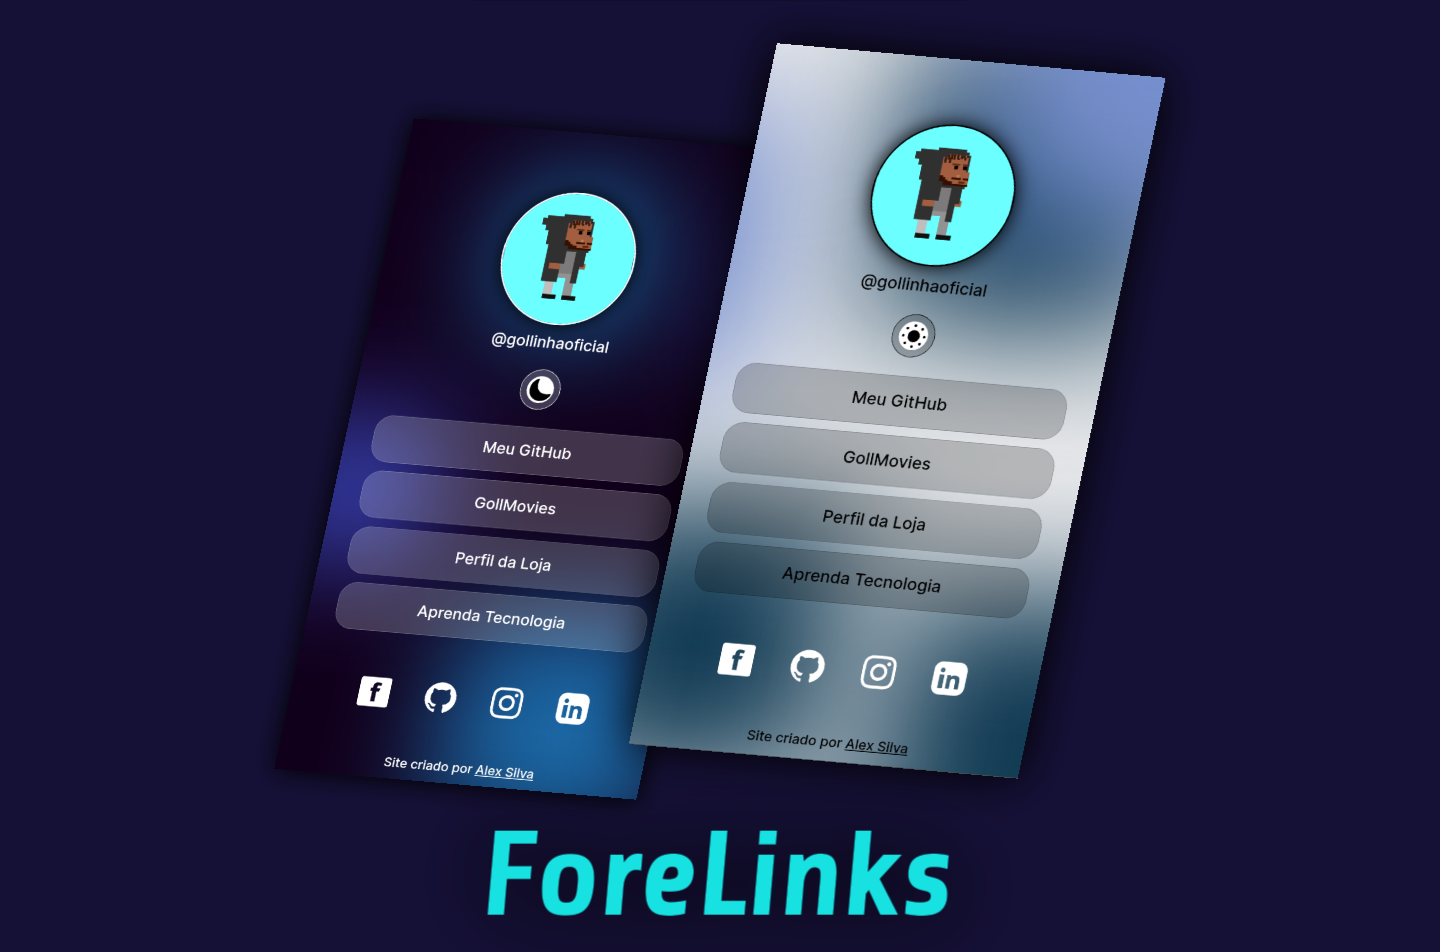 @gollinhaoficial
Meu GitHub
GollMovies
Perfil da Loja
Aprenda Tecnologia
Site criado por Alex Silva
@gollinhaoficial
Meu GitHub
GollMovies
Perfil da Loja
Aprenda Tecnologia
Site criado por Alex Silva
ForeLinks